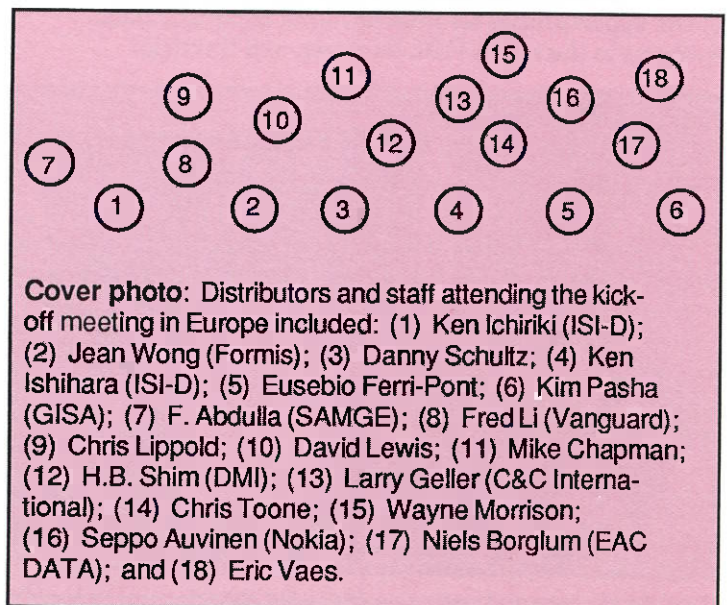 15
11
18
9
13
16
10
12
14
17
7
8
1
2
3
4
5
6
Cover photo: Distributors and staff attending the kick-
off meeting in Europe included: (1) Ken Ichiriki (ISI-D);
(2) Jean Wong (Formis); (3) Danny Schultz; (4) Ken
Ishihara (ISI-D); (5) Eusebio Ferri-Pont; (6) Kim Pasha
(GISA); (7) F. Abdulla (SAMGE); (8) Fred Li (Vanguard);
(9) Chris Lippold; (10) David Lewis; (11) Mike Chapman;
(12) H.B. Shim (DMI); (13) Larry Geller (C&C Interna-
tional); (14) Chris Toone; (15) Wayne Morrison;
(16) Seppo Auvinen (Nokia); (17) Niels Borglum (EAC
DATA); and (18) Eric Vaes.